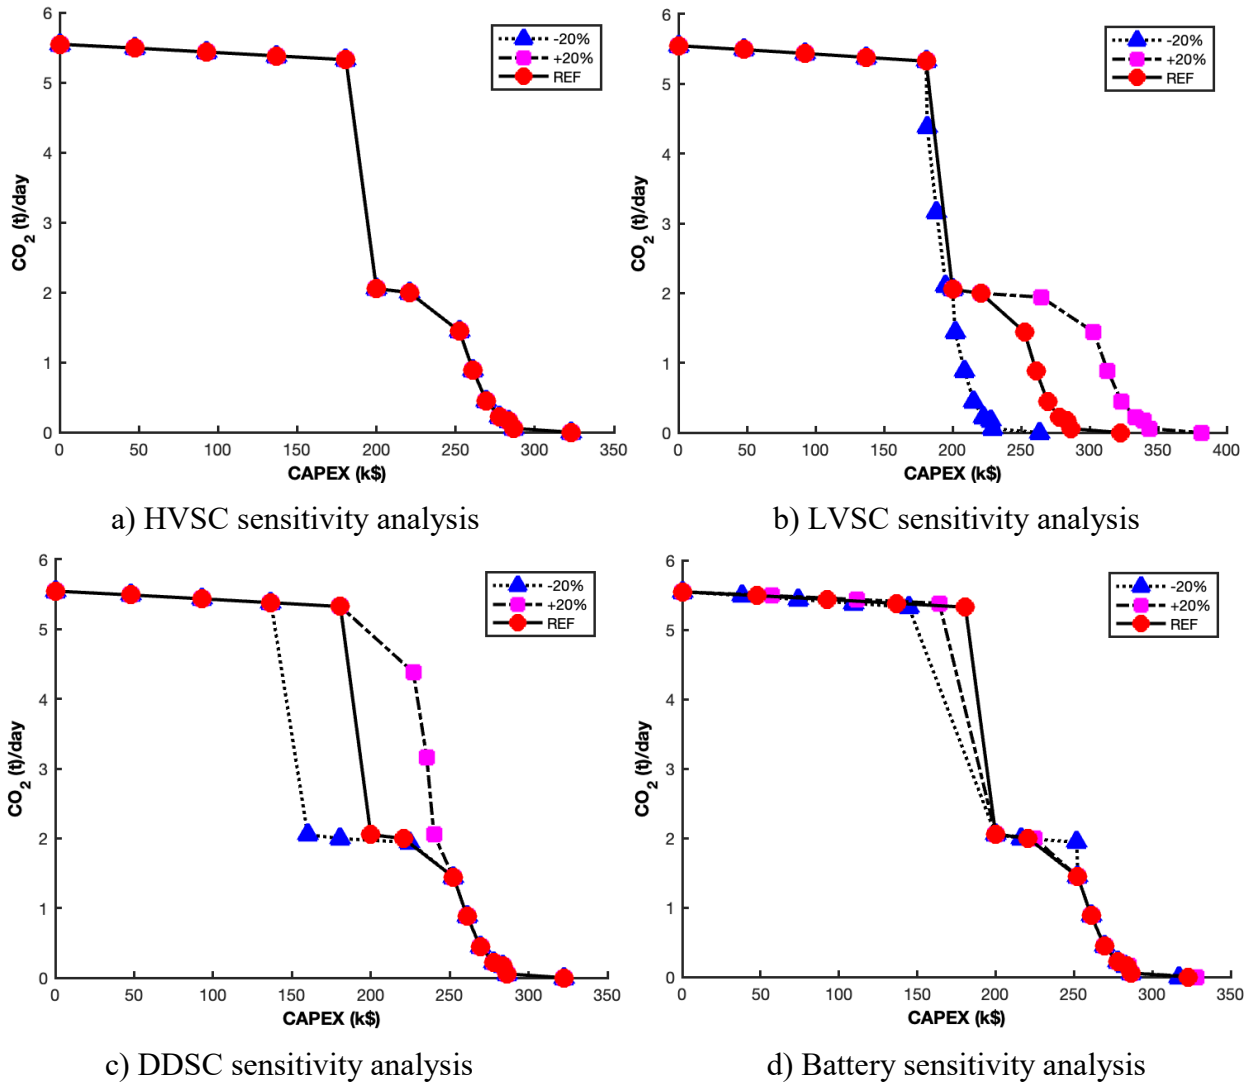 6
5
4
3
2
1
0
CO2 (t)/day
0 50 100 150 200 250 300 350
CAPEX (k$)
-20%
+20%
REF
a) HVSC sensitivity analysis
6
5
4
3
2
1
0
CO2 (t)/day
0 50 100 150 200 250 300 350 400
CAPEX (k$)
-20%
+20%
REF
b) LVSC sensitivity analysis
6
5
4
3
2
1
0
CO2 (t)/day
0 50 100 150 200 250 300 350
CAPEX (k$)
-20%
+20%
REF
c) DDSC sensitivity analysis
6
5
4
3
2
1
0
CO2 (t)/day
0 50 100 150 200 250 300 350
CAPEX (k$)
-20%
+20%
REF
d) Battery sensitivity analysis